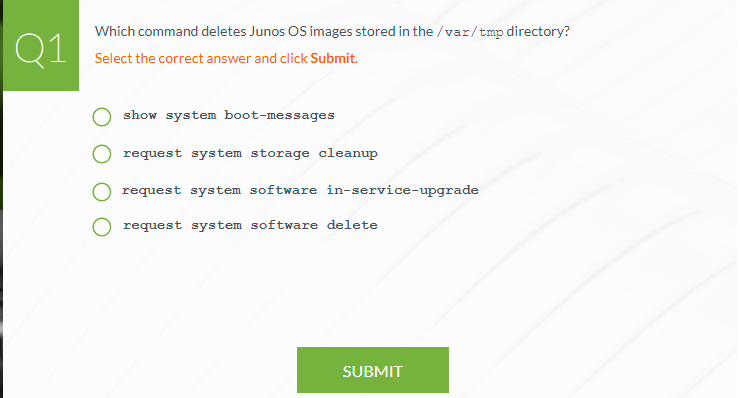 Q1
Which command deletes Junos OS images stored in the /var/tmp directory?
Select the correct answer and click Submit.
show system boot-messages
request system storage cleanup
request system software in-service-upgrade
request system software delete
SUBMIT